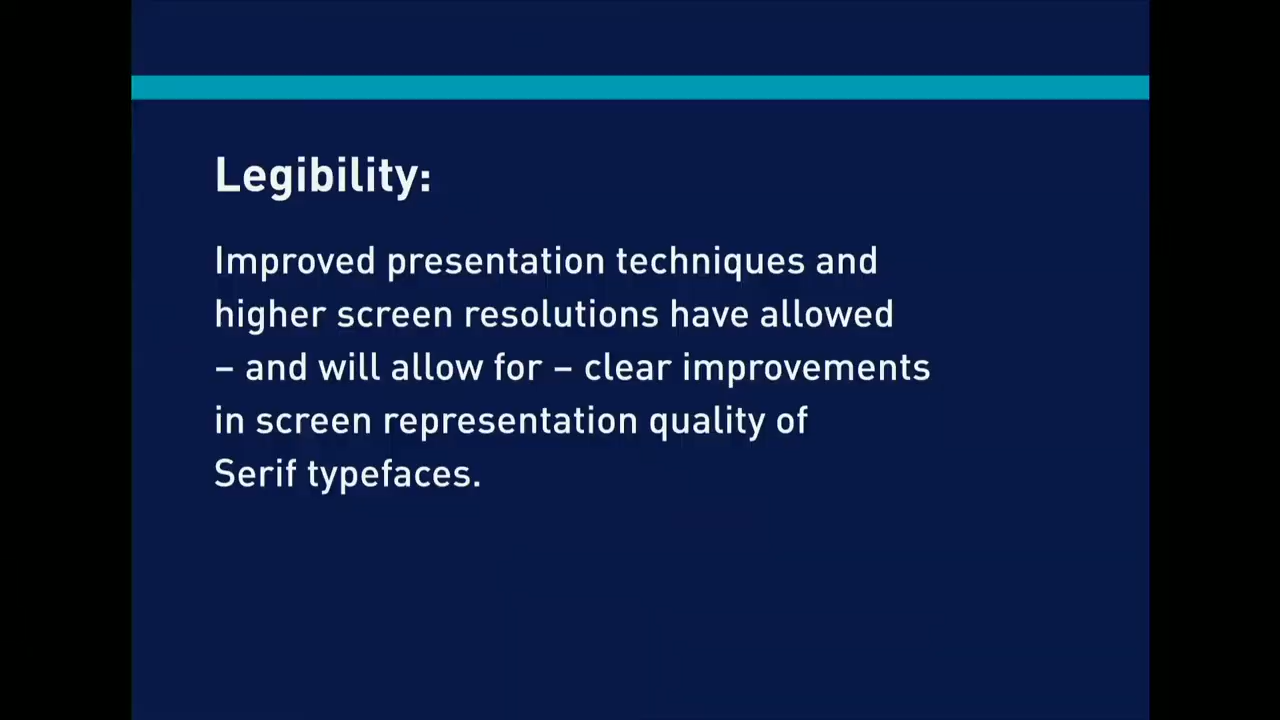 Legibility:
Improved presentation techniques and
higher screen resolutions have allowed
– and will allow for – clear improvements
in screen representation quality of
Serif typefaces.